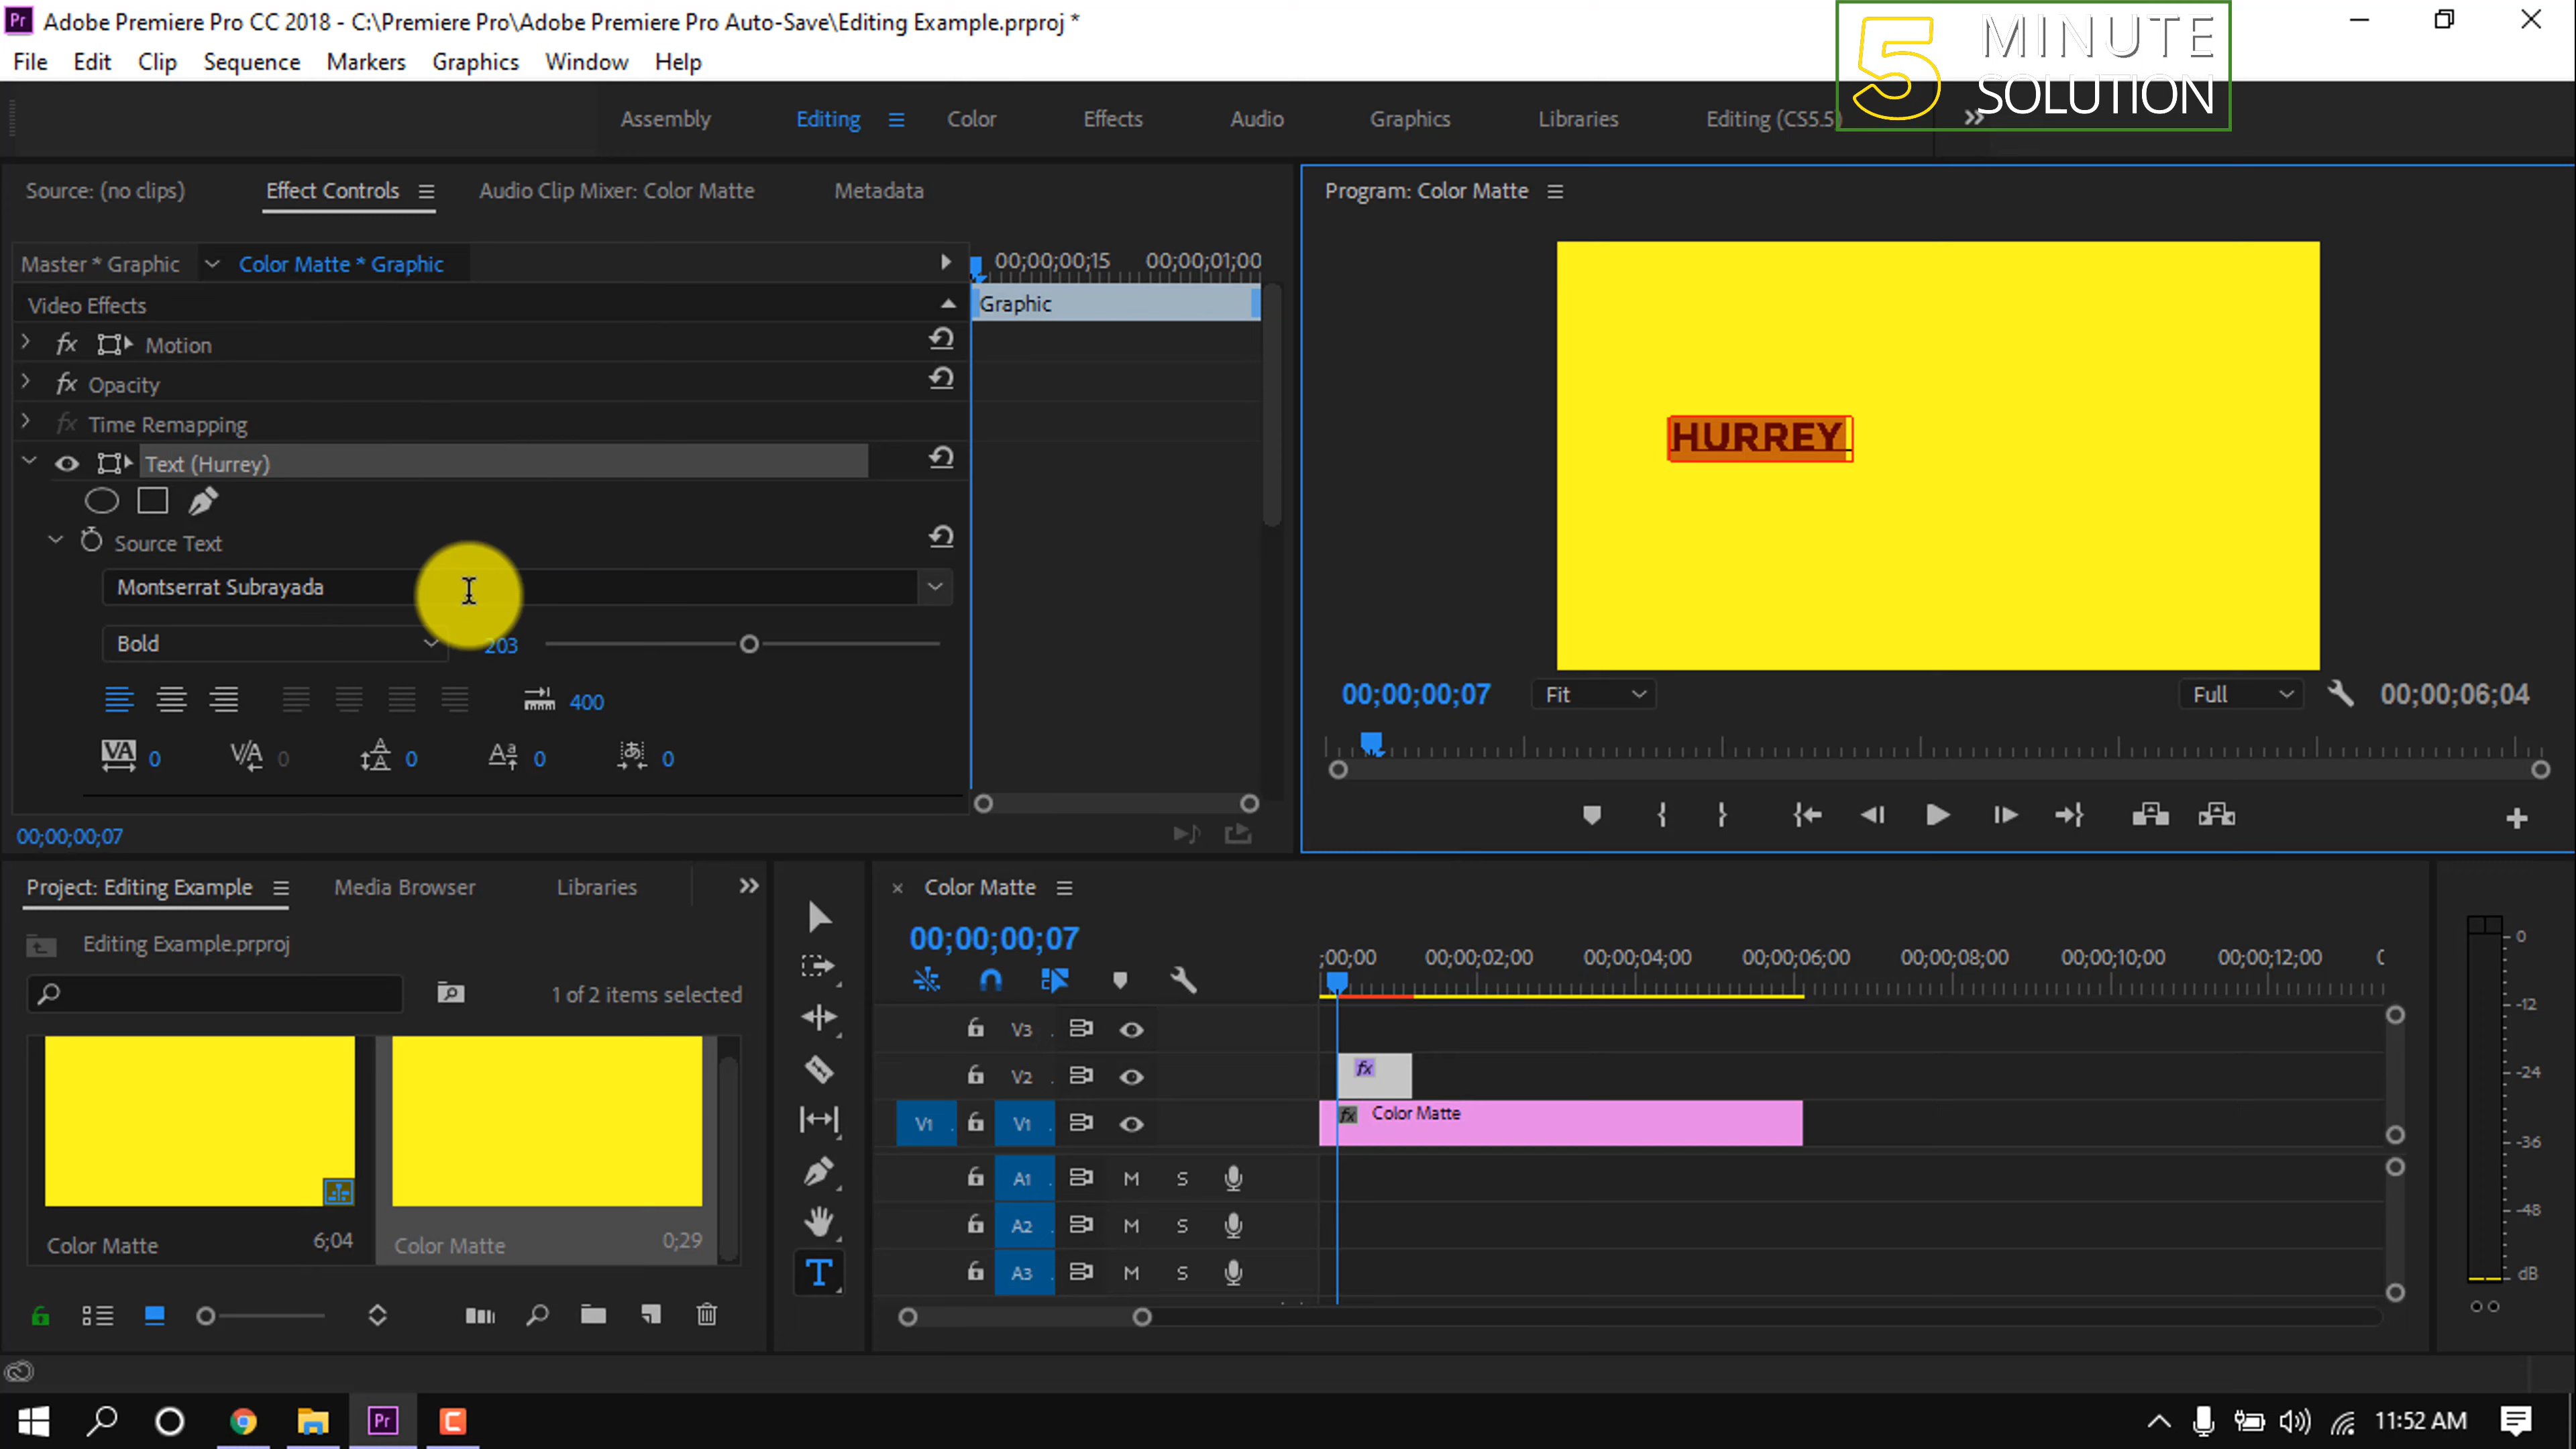 Pr Adobe Premiere Pro CC 2018 - C:\Premiere Pro\Adobe Premiere Pro Auto-Save\Editing Example.prproj *
File Edit Clip Sequence Markers Graphics Window Help
5 MINUTE
SOLUTION
Assembly Editing Color Effects Audio Graphics Libraries Editing (CS5.5)
Source: (no clips) Effect Controls Audio Clip Mixer: Color Matte Metadata
Program: Color Matte
Master * Graphic Color Matte * Graphic
00;00;00;15 00;00;01;00
Video Effects
Graphic
fx Motion
fx Opacity
fx Time Remapping
Text (Hurrey)
HURREY
Source Text
Montserrat Subrayada
Bold 203
400
VA 0 V/A 0 0 0 0
00;00;00;07 Fit Full 00;00;06;04
00;00;00;07
Project: Editing Example Media Browser Libraries
Editing Example.prproj
1 of 2 items selected
Color Matte 6;04
Color Matte 0;29
T
Color Matte
00;00;00;07
;00;00 00;00;02;00 00;00;04;00 00;00;06;00 00;00;08;00 00;00;10;00 00;00;12;00
V3
V2 fx
V1 V1 fx Color Matte
A1 M S
A2 M S
A3 M S
0
-12
-24
-36
-48
dB
Pr
11:52 AM